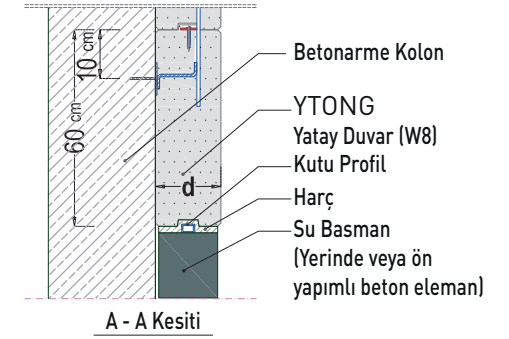 10 cm
60 cm
d
Betonarme Kolon
YTONG
Yatay Duvar (W8)
Kutu Profil
Harç
Su Basman
(Yerinde veya ön
yapımlı beton eleman)
A - A Kesiti